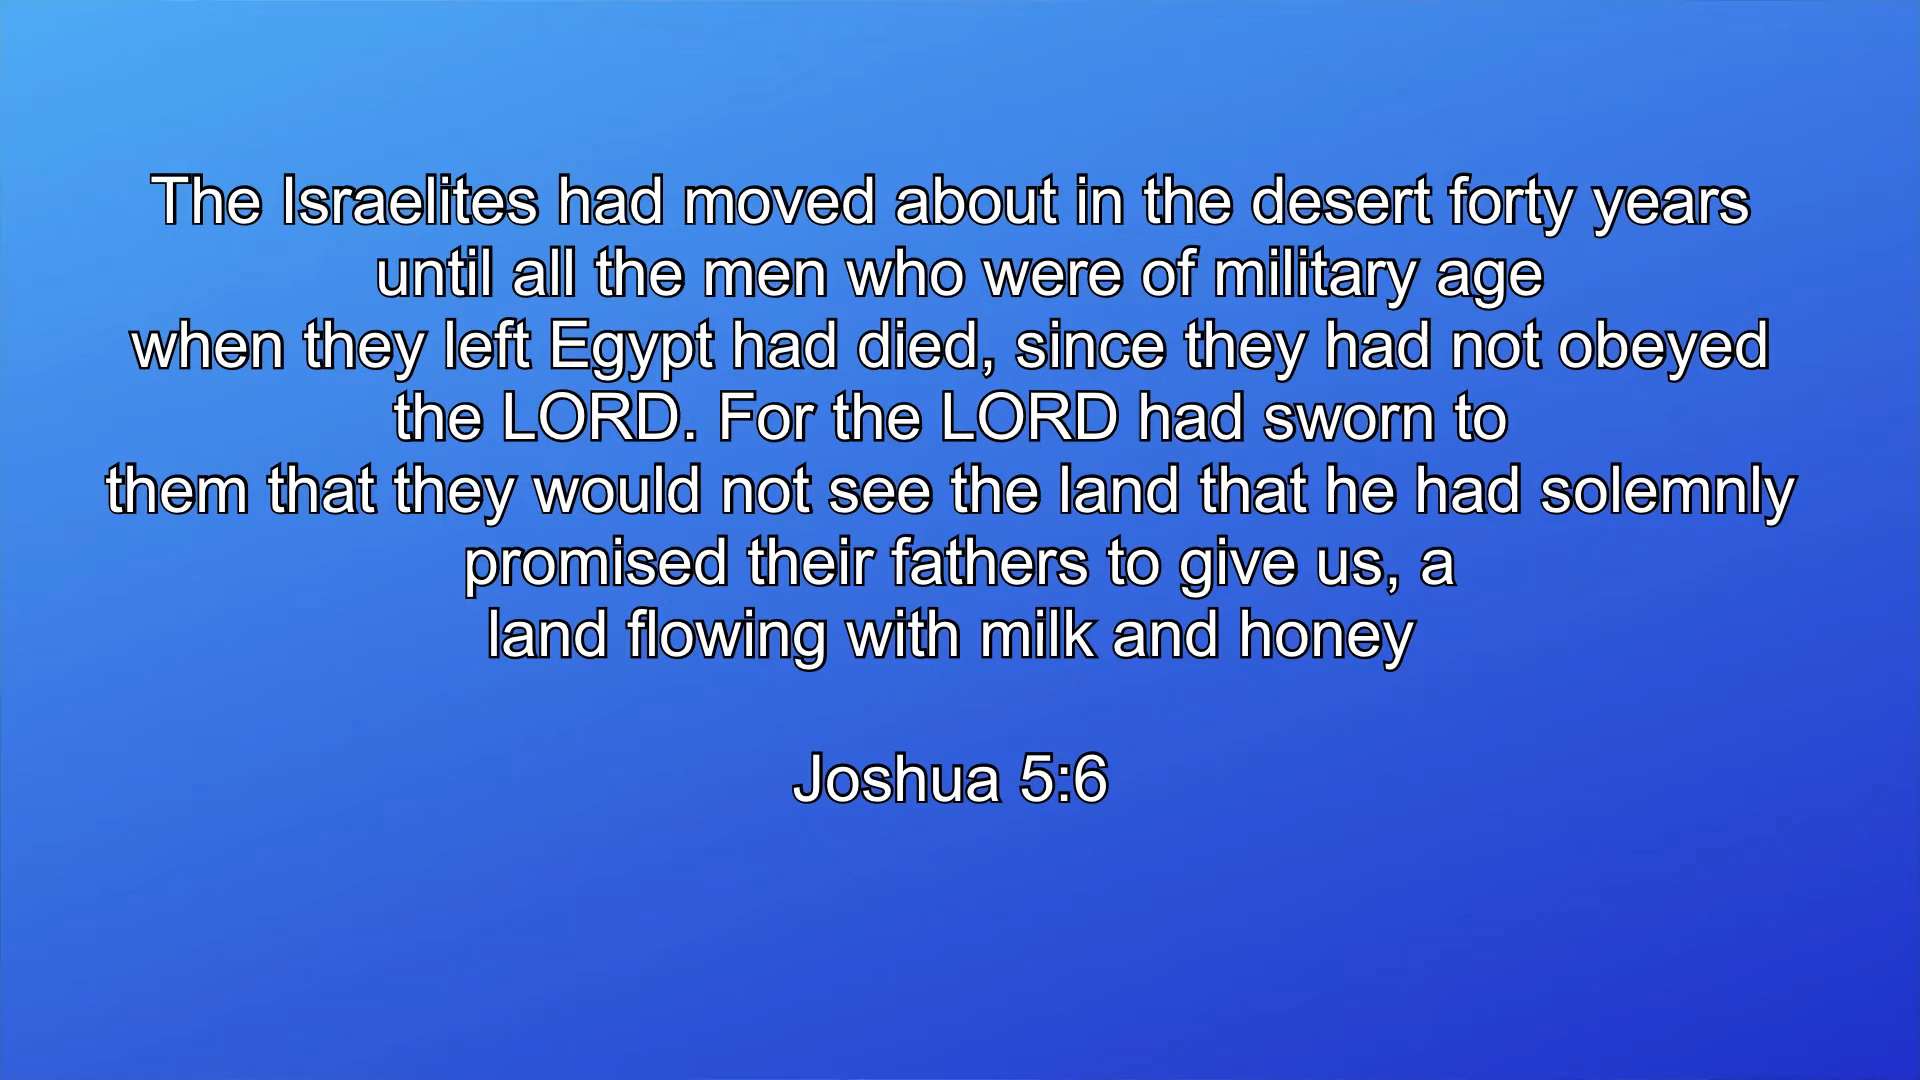 The Israelites had moved about in the desert forty years
until all the men who were of military age
when they left Egypt had died, since they had not obeyed
the LORD. For the LORD had sworn to
them that they would not see the land that he had solemnly
promised their fathers to give us, a
land flowing with milk and honey
Joshua 5:6